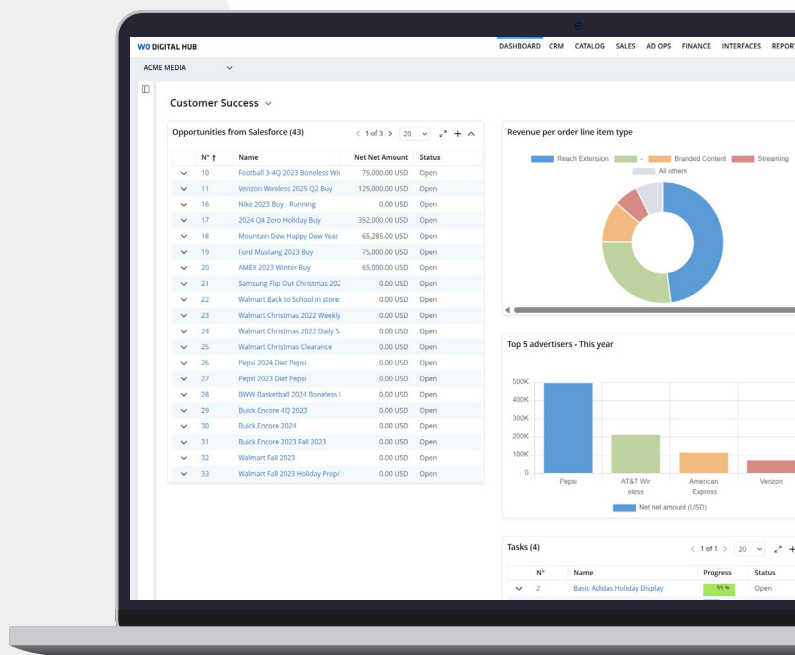 WO DIGITAL HUB
DASHBOARD CRM CATALOG SALES AD OPS FINANCE INTERFACES REPORT
ACME MEDIA
Customer Success
Opportunities from Salesforce (43) 1 of 3 20
N° Name Net Net Amount Status
10 Football 3-4Q 2023 Boneless Wi 75,000.00 USD Open
11 Verizon Wireless 2025 Q2 Buy 125,000.00 USD Open
16 Nike 2023 Buy - Running 0.00 USD Open
17 2024 Q4 Zero Holiday Buy 352,000.00 USD Open
18 Mountain Dew Happy Dew Year 65,285.00 USD Open
19 Ford Mustang 2023 Buy 75,000.00 USD Open
20 AMEX 2023 Winter Buy 65,000.00 USD Open
21 Samsung Flip Out Christmas 202 0.00 USD Open
22 Walmart Back to School in store 0.00 USD Open
23 Walmart Christmas 2022 Weekly 0.00 USD Open
24 Walmart Christmas 2022 Daily S 0.00 USD Open
25 Walmart Christmas Clearance 0.00 USD Open
26 Pepsi 2024 Diet Pepsi 0.00 USD Open
27 Pepsi 2023 Diet Pepsi 0.00 USD Open
28 BWW Basketball 2024 Boneless 0.00 USD Open
29 Buick Encore 4Q 2023 0.00 USD Open
30 Buick Encore 2024 0.00 USD Open
31 Buick Encore 2023 Fall 2023 0.00 USD Open
32 Walmart Fall 2023 0.00 USD Open
33 Walmart Fall 2023 Holiday Prep/ 0.00 USD Open
Revenue per order line item type
Reach Extension - Branded Content Streaming
All others
Top 5 advertisers - This year
500K
400K
300K
200K
100K
0
Pepsi AT&T Wir American Verizon
eless Express
Net net amount (USD)
Tasks (4) 1 of 1 20
N° Name Progress Status
2 Basic Adidas Holiday Display 55 % Open